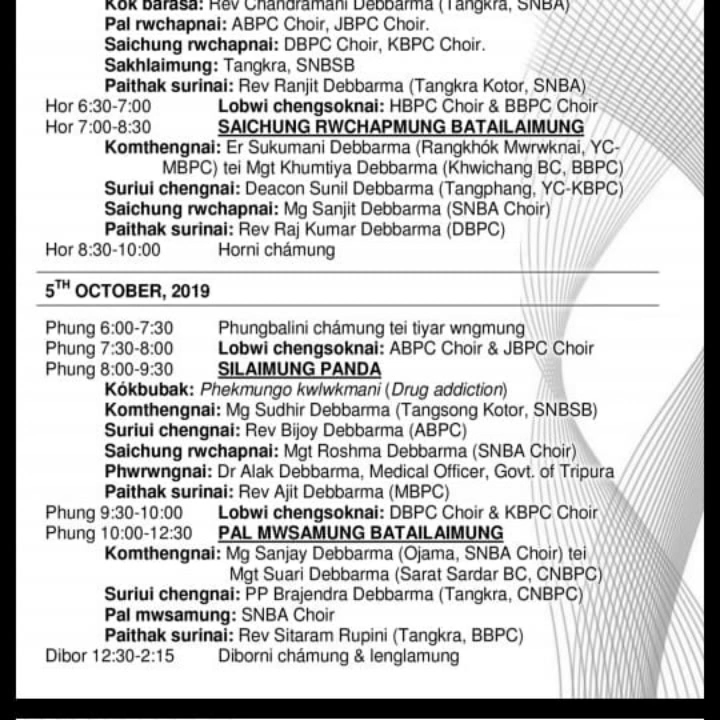 Kok barasa: Rev Chandramani Debbarma (Tangkra, SNBA)
Pal rwchapnai: ABPC Choir, JBPC Choir.
Saichung rwchapnai: DBPC Choir, KBPC Choir.
Sakhlaimung: Tangkra, SNBSB
Paithak surinai: Rev Ranjit Debbarma (Tangkra Kotor, SNBA)
Hor 6:30-7:00 Lobwi chengsoknai: HBPC Choir & BBPC Choir
Hor 7:00-8:30 SAICHUNG RWCHAPMUNG BATAILAIMUNG
Komthengnai: Er Sukumani Debbarma (Rangkhók Mwrwknai, YC-
MBPC) tei Mgt Khumtiya Debbarma (Khwichang BC, BBPC)
Suriui chengnai: Deacon Sunil Debbarma (Tangphang, YC-KBPC)
Saichung rwchapnai: Mg Sanjit Debbarma (SNBA Choir)
Paithak surinai: Rev Raj Kumar Debbarma (DBPC)
Hor 8:30-10:00 Horni chámung
5TH OCTOBER, 2019
Phung 6:00-7:30 Phungbalini chámung tei tiyar wngmung
Phung 7:30-8:00 Lobwi chengsoknai: ABPC Choir & JBPC Choir
Phung 8:00-9:30 SILAIMUNG PANDA
Kókbubak: Phekmungo kwlwkmani (Drug addiction)
Komthengnai: Mg Sudhir Debbarma (Tangsong Kotor, SNBSB)
Suriui chengnai: Rev Bijoy Debbarma (ABPC)
Saichung rwchapnai: Mgt Roshma Debbarma (SNBA Choir)
Phwrwngnai: Dr Alak Debbarma, Medical Officer, Govt. of Tripura
Paithak surinai: Rev Ajit Debbarma (MBPC)
Phung 9:30-10:00 Lobwi chengsoknai: DBPC Choir & KBPC Choir
Phung 10:00-12:30 PAL MWSAMUNG BATAILAIMUNG
Komthengnai: Mg Sanjay Debbarma (Ojama, SNBA Choir) tei
Mgt Suari Debbarma (Sarat Sardar BC, CNBPC)
Suriui chengnai: PP Brajendra Debbarma (Tangkra, CNBPC)
Pal mwsamung: SNBA Choir
Paithak surinai: Rev Sitaram Rupini (Tangkra, BBPC)
Dibor 12:30-2:15 Diborni chámung & lenglamung